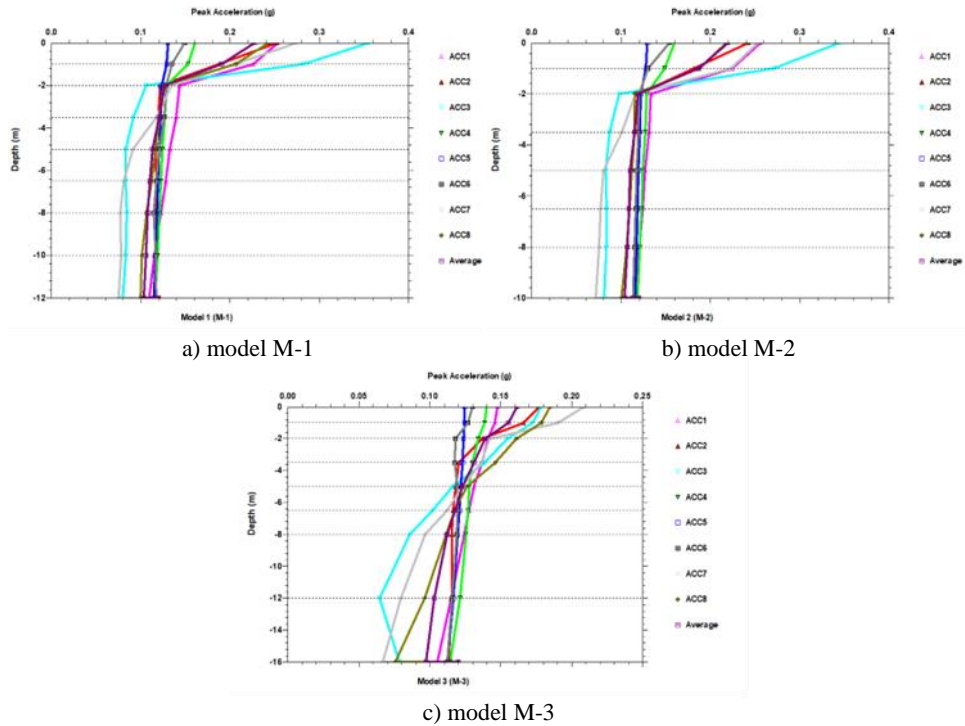 Peak Acceleration (g)
0 0.1 0.2 0.3 0.4
0
-2
-4
-6
-8
-10
-12
Depth (m)
ACC1
ACC2
ACC3
ACC4
ACC5
ACC6
ACC7
ACC8
Average
Model 1 (M-1)
a) model M-1
Peak Acceleration (g)
0 0.1 0.2 0.3 0.4
0
-2
-4
-6
-8
-10
Depth (m)
ACC1
ACC2
ACC3
ACC4
ACC5
ACC6
ACC7
ACC8
Average
Model 2 (M-2)
b) model M-2
Peak Acceleration (g)
0.00 0.05 0.10 0.15 0.20 0.25
0
-2
-4
-6
-8
-10
-12
-14
-16
Depth (m)
ACC1
ACC2
ACC3
ACC4
ACC5
ACC6
ACC7
ACC8
Average
Model 3 (M-3)
c) model M-3